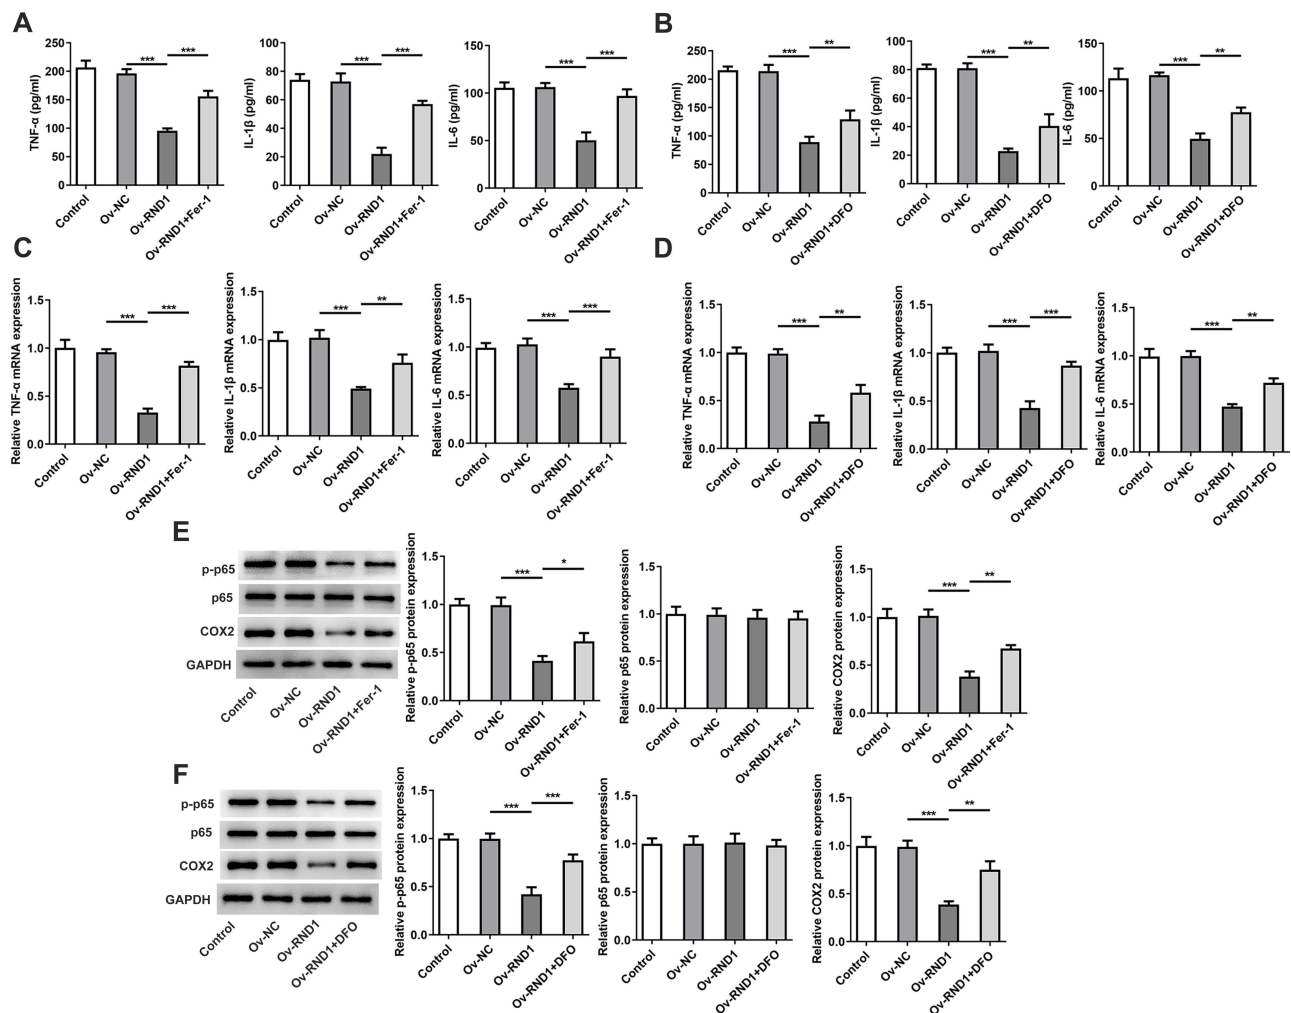 A
TNF-α (pg/ml)
250
200
150
100
50
0
*** ***
Control
Ov-NC
Ov-RND1
Ov-RND1+Fer-1
IL-1β (pg/ml)
100
80
60
40
20
0
*** ***
Control
Ov-NC
Ov-RND1
Ov-RND1+Fer-1
IL-6 (pg/ml)
150
100
50
0
*** ***
Control
Ov-NC
Ov-RND1
Ov-RND1+Fer-1
B
TNF-α (pg/ml)
250
200
150
100
50
0
*** **
Control
Ov-NC
Ov-RND1
Ov-RND1+DFO
IL-1β (pg/ml)
100
80
60
40
20
0
*** **
Control
Ov-NC
Ov-RND1
Ov-RND1+DFO
IL-6 (pg/ml)
150
100
50
0
*** **
Control
Ov-NC
Ov-RND1
Ov-RND1+DFO
C
Relative TNF-α mRNA expression
1.5
1.0
0.5
0.0
*** ***
Control
Ov-NC
Ov-RND1
Ov-RND1+Fer-1
Relative IL-1β mRNA expression
1.5
1.0
0.5
0.0
*** **
Control
Ov-NC
Ov-RND1
Ov-RND1+Fer-1
Relative IL-6 mRNA expression
1.5
1.0
0.5
0.0
*** ***
Control
Ov-NC
Ov-RND1
Ov-RND1+Fer-1
D
Relative TNF-α mRNA expression
1.5
1.0
0.5
0.0
*** **
Control
Ov-NC
Ov-RND1
Ov-RND1+DFO
Relative IL-1β mRNA expression
1.5
1.0
0.5
0.0
*** ***
Control
Ov-NC
Ov-RND1
Ov-RND1+DFO
Relative IL-6 mRNA expression
1.5
1.0
0.5
0.0
*** **
Control
Ov-NC
Ov-RND1
Ov-RND1+DFO
E
p-p65
p65
COX2
GAPDH
Control
Ov-NC
Ov-RND1
Ov-RND1+Fer-1
Relative p-p65 protein expression
1.5
1.0
0.5
0.0
*** *
Control
Ov-NC
Ov-RND1
Ov-RND1+Fer-1
Relative p65 protein expression
1.5
1.0
0.5
0.0
Control
Ov-NC
Ov-RND1
Ov-RND1+Fer-1
Relative COX2 protein expression
1.5
1.0
0.5
0.0
*** **
Control
Ov-NC
Ov-RND1
Ov-RND1+Fer-1
F
p-p65
p65
COX2
GAPDH
Control
Ov-NC
Ov-RND1
Ov-RND1+DFO
Relative p-p65 protein expression
1.5
1.0
0.5
0.0
*** ***
Control
Ov-NC
Ov-RND1
Ov-RND1+DFO
Relative p65 protein expression
1.5
1.0
0.5
0.0
Control
Ov-NC
Ov-RND1
Ov-RND1+DFO
Relative COX2 protein expression
1.5
1.0
0.5
0.0
*** **
Control
Ov-NC
Ov-RND1
Ov-RND1+DFO